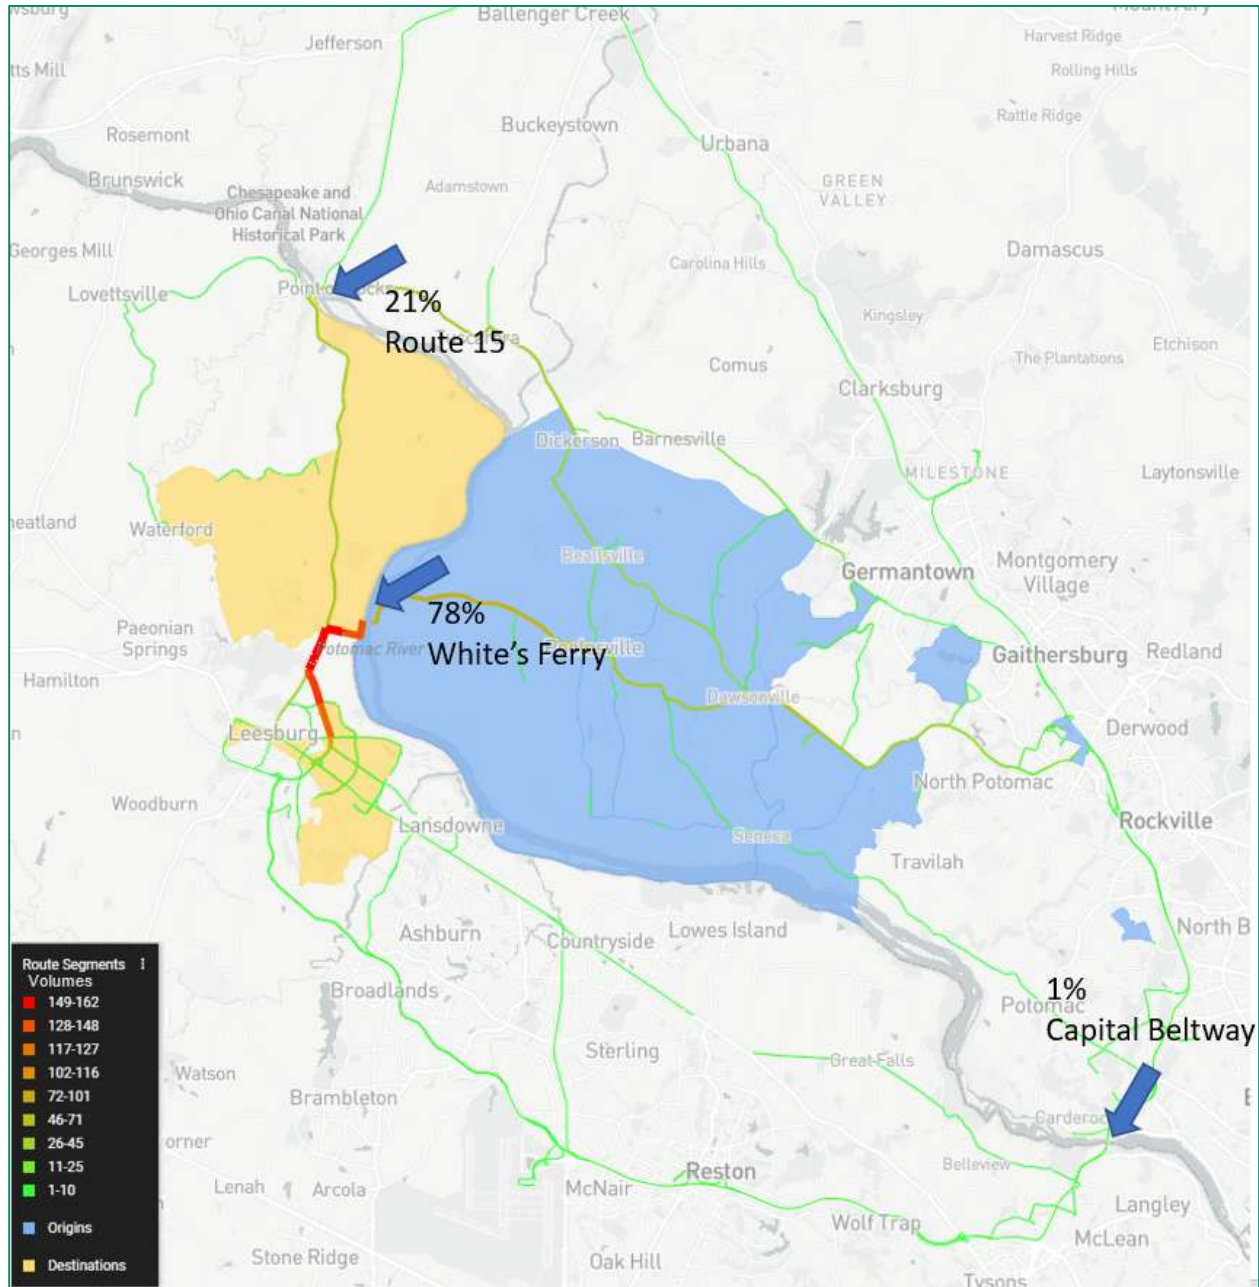 Ballenger Creek
Jefferson
Harvest Ridge
Rolling Hills
tts Mill
Rattle Ridge
Buckeystown
Rosemont
Urbana
Brunswick
Adamstown
GREEN
VALLEY
Chesapeake and
Ohio Canal National
Historical Park
Georges Mill
Damascus
Carolina Hills
Lovettsville
21%
Route 15
Kingsley
Etchison
The Plantations
Comus
Clarksburg
Dickerson
Barnesville
MILESTONE
Laytonsville
Waterford
eatland
Beallsville
Germantown
Montgomery
Village
78%
White's Ferry
Paeonian
Springs
Potomac River
Gaithersburg
Redland
Hamilton
Dawsonville
Leesburg
Derwood
North Potomac
Woodburn
Lansdowne
Seneca
Rockville
Travilah
Lowes Island
North B
Ashburn
Countryside
Broadlands
1%
Capital Beltway
Potomac
Sterling
Great Falls
Watson
Brambleton
Belleview
orner
Reston
Lenah
Arcola
McNair
Langley
Wolf Trap
McLean
Stone Ridge
Oak Hill
Tysons
Route Segments
Volumes
149-162
128-148
117-127
102-116
72-101
46-71
26-45
11-25
1-10
Origins
Destinations